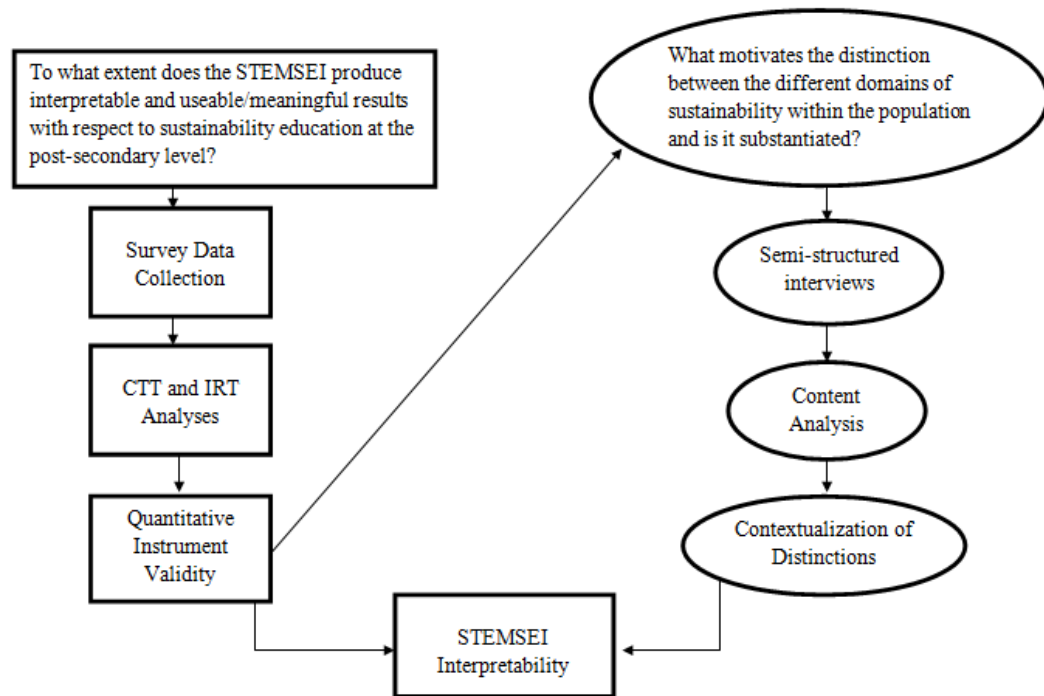 To what extent does the STEMSEI produce
interpretable and useable/meaningful results
with respect to sustainability education at the
post-secondary level?
Survey Data
Collection
CTT and IRT
Analyses
Quantitative
Instrument
Validity
What motivates the distinction
between the different domains of
sustainability within the population
and is it substantiated?
Semi-structured
interviews
Content
Analysis
Contextualization of
Distinctions
STEMSEI
Interpretability